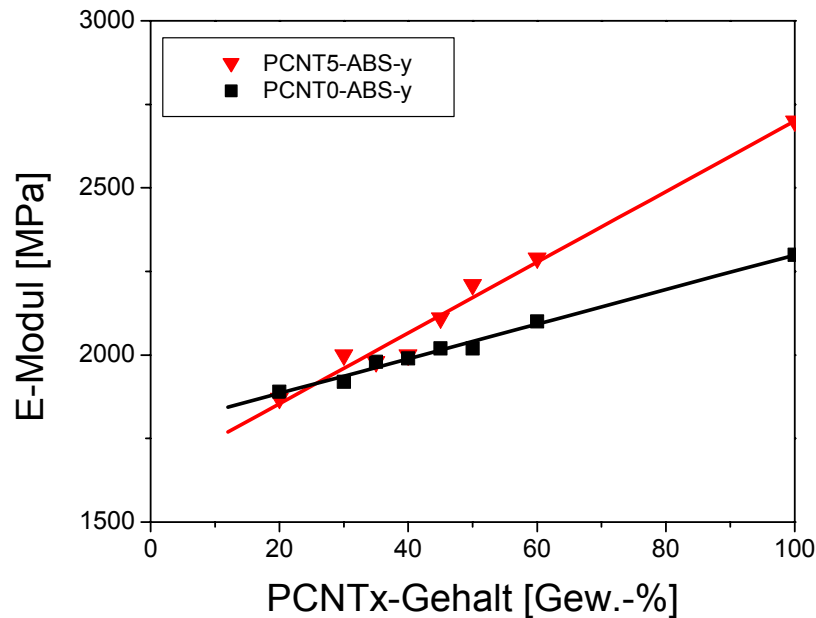 3000
PCNT5-ABS-y
PCNT0-ABS-y
2500
E-Modul [MPa]
2000
1500
0 20 40 60 80 100
PCNTx-Gehalt [Gew.-%]